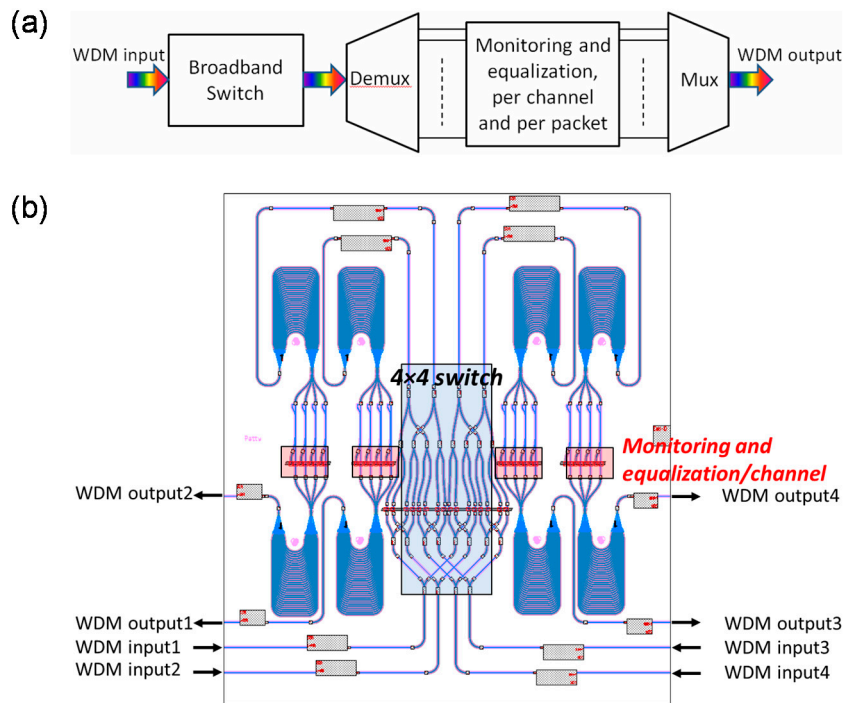 (a)
WDM input
Broadband
Switch
Demux
Monitoring and
equalization,
per channel
and per packet
Mux
WDM output
(b)
4×4 switch
Monitoring and
equalization/channel
WDM output2
WDM output4
WDM output1
WDM output3
WDM input1
WDM input3
WDM input2
WDM input4